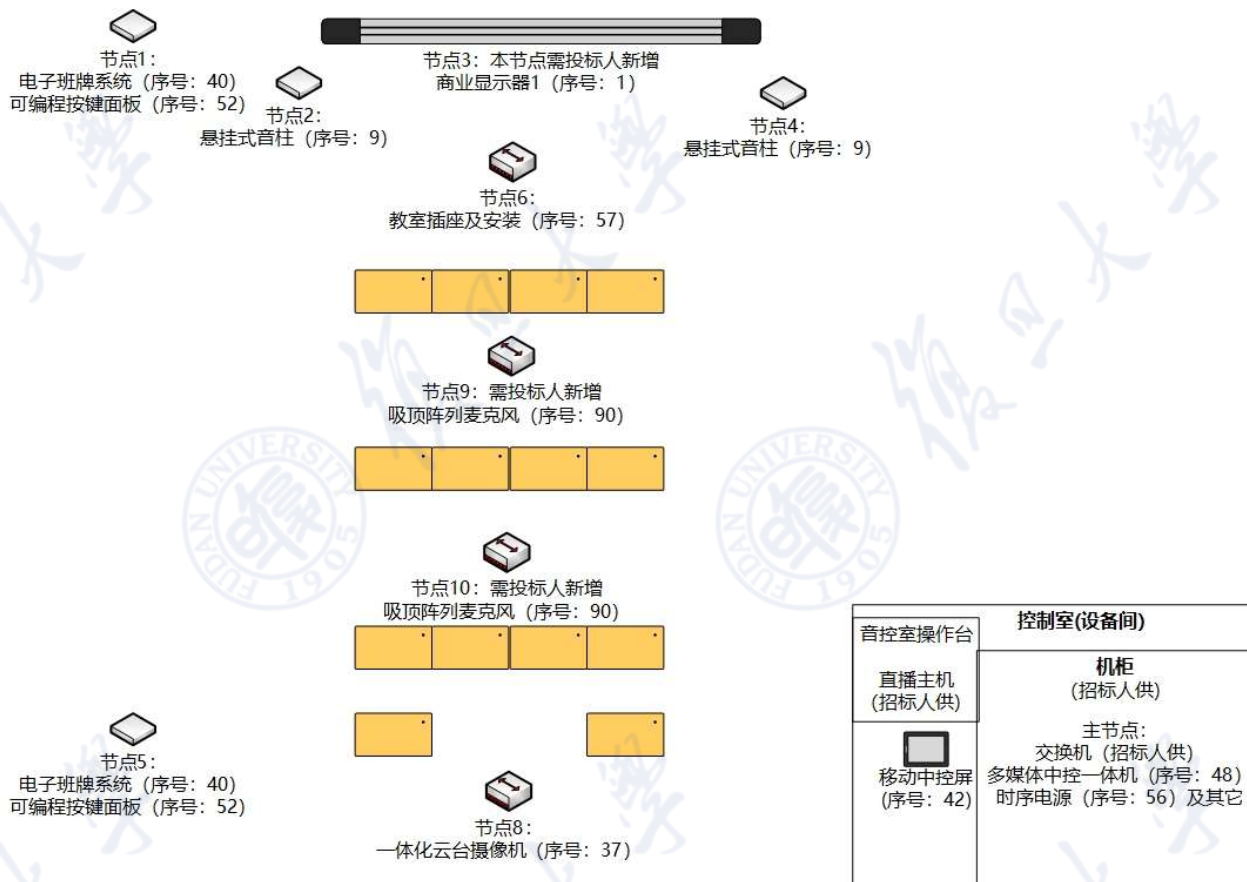 节点1：
电子班牌系统（序号：40）
可编程按键面板（序号：52）
节点2：
悬挂式音柱（序号：9）
节点3：本节点需投标人新增
商业显示器1（序号：1）
节点4：
悬挂式音柱（序号：9）
节点6：
教室插座及安装（序号：57）
节点9：需投标人新增
吸顶阵列麦克风（序号：90）
节点10：需投标人新增
吸顶阵列麦克风（序号：90）
节点5：
电子班牌系统（序号：40）
可编程按键面板（序号：52）
节点8：
一体化云台摄像机（序号：37）
控制室(设备间)
音控室操作台
直播主机
(招标人供)
移动中控屏
(序号：42)
机柜
(招标人供)
主节点：
交换机（招标人供）
多媒体中控一体机（序号：48）
时序电源（序号：56）及其它
FUDAN UNIVERSITY 1905
FUDAN UNIVERSITY 1905